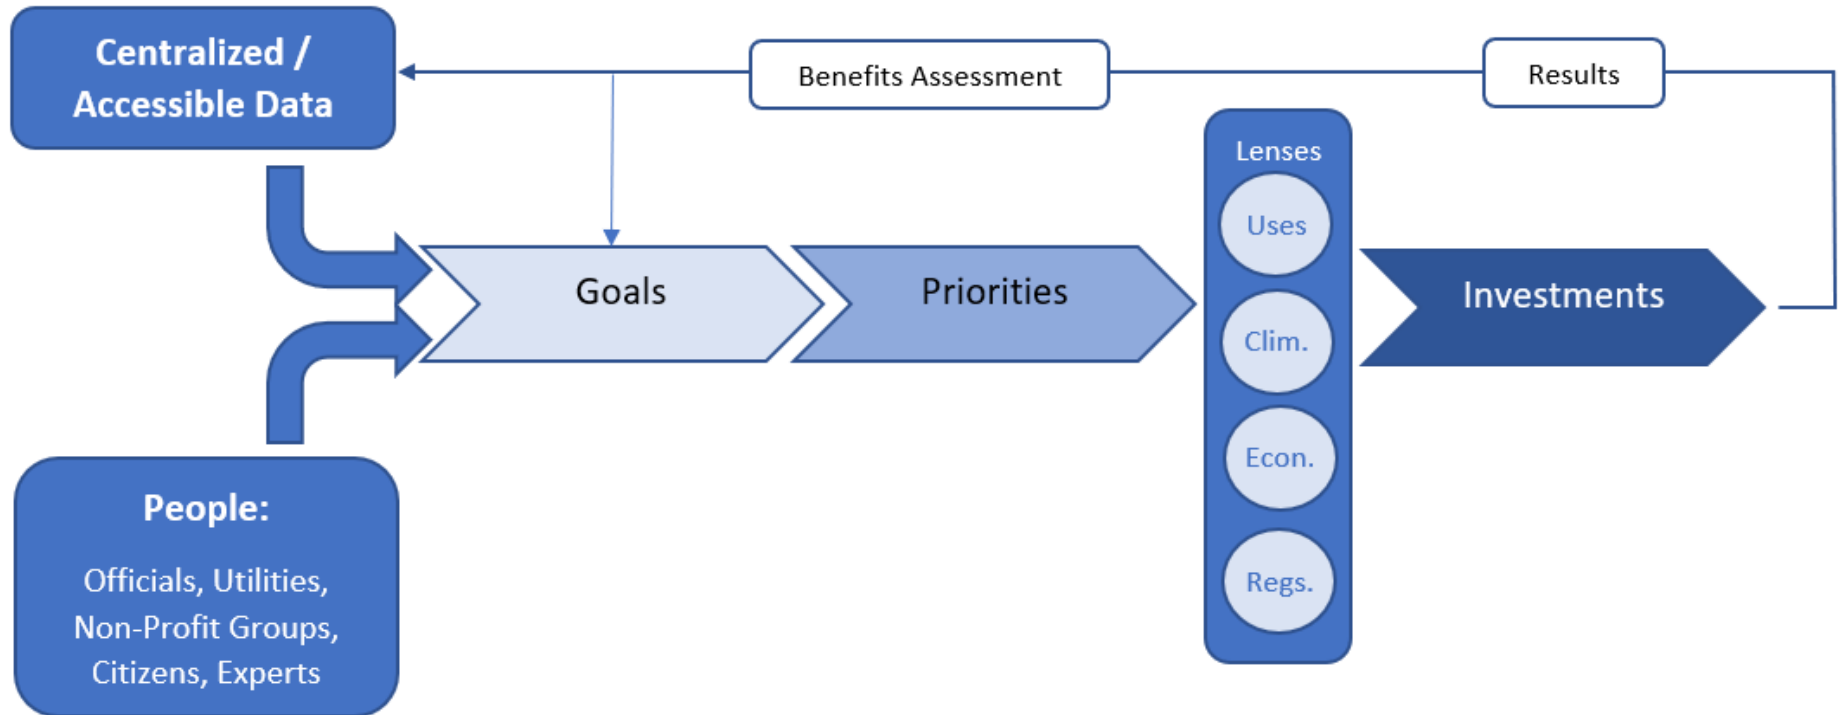 Centralized /
Accessible Data
Benefits Assessment
Results
Lenses
Uses
Clim.
Econ.
Regs.
Goals
Priorities
Investments
People:
Officials, Utilities,
Non-Profit Groups,
Citizens, Experts